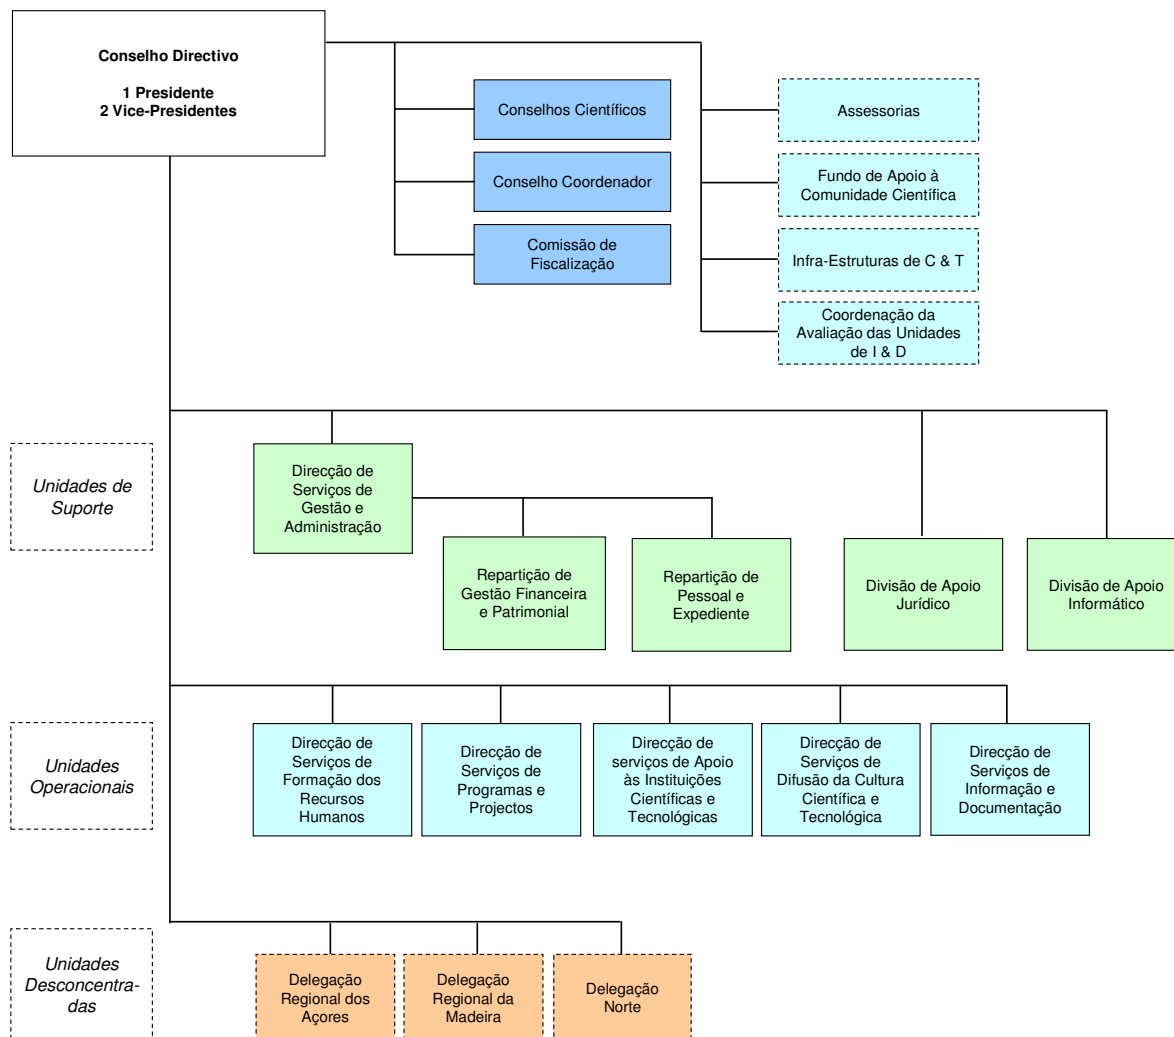 Conselho Directivo
1 Presidente
2 Vice-Presidentes
Conselhos Científicos
Conselho Coordenador
Comissão de
Fiscalização
Assessorias
Fundo de Apoio à
Comunidade Científica
Infra-Estruturas de C & T
Coordenação da
Avaliação das Unidades
de I & D
Unidades de
Suporte
Direcção de
Serviços de
Gestão e
Administração
Repartição de
Gestão Financeira
e Patrimonial
Repartição de
Pessoal e
Expediente
Divisão de Apoio
Jurídico
Divisão de Apoio
Informático
Unidades
Operacionais
Direcção de
Serviços de
Formação dos
Recursos
Humanos
Direcção de
Serviços de
Programas e
Projectos
Direcção de
serviços de Apoio
às Instituições
Científicas e
Tecnológicas
Direcção de
Serviços de
Difusão da Cultura
Científica e
Tecnológica
Direcção de
Serviços de
Informação e
Documentação
Unidades
Desconcentra-
das
Delegação
Regional dos
Açores
Delegação
Regional da
Madeira
Delegação
Norte